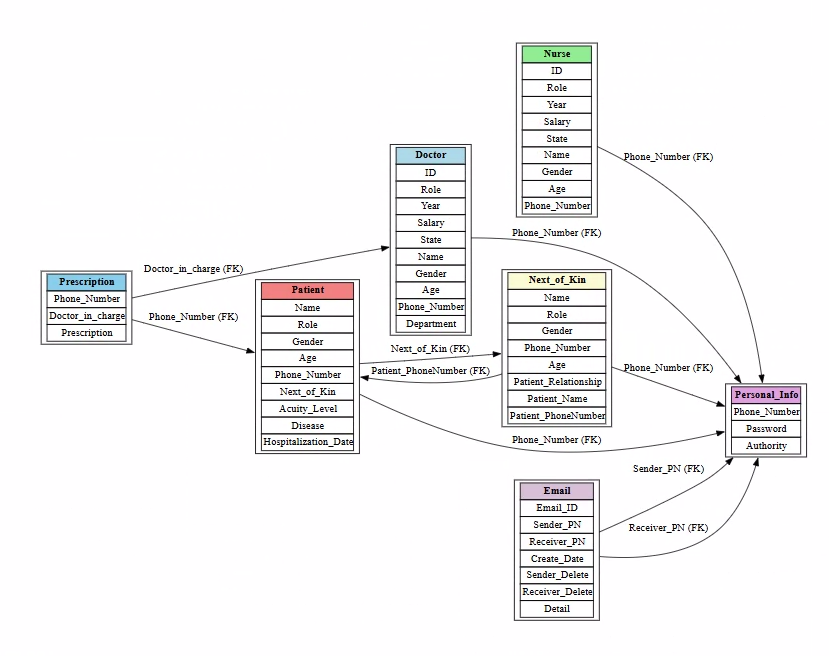 Nurse
ID
Role
Year
Salary
State
Name
Gender
Age
Phone_Number
Phone_Number (FK)
Doctor
ID
Role
Year
Salary
State
Name
Gender
Age
Phone_Number
Department
Phone_Number (FK)
Doctor_in_charge (FK)
Prescription
Phone_Number
Doctor_in_charge
Prescription
Phone_Number (FK)
Patient
Name
Role
Gender
Age
Phone_Number
Next_of_Kin
Acuity_Level
Disease
Hospitalization_Date
Next_of_Kin (FK)
Patient_PhoneNumber (FK)
Next_of_Kin
Name
Role
Gender
Phone_Number
Age
Patient_Relationship
Patient_Name
Patient_PhoneNumber
Phone_Number (FK)
Phone_Number (FK)
Personal_Info
Phone_Number
Password
Authority
Sender_PN (FK)
Receiver_PN (FK)
Email
Email_ID
Sender_PN
Receiver_PN
Create_Date
Sender_Delete
Receiver_Delete
Detail